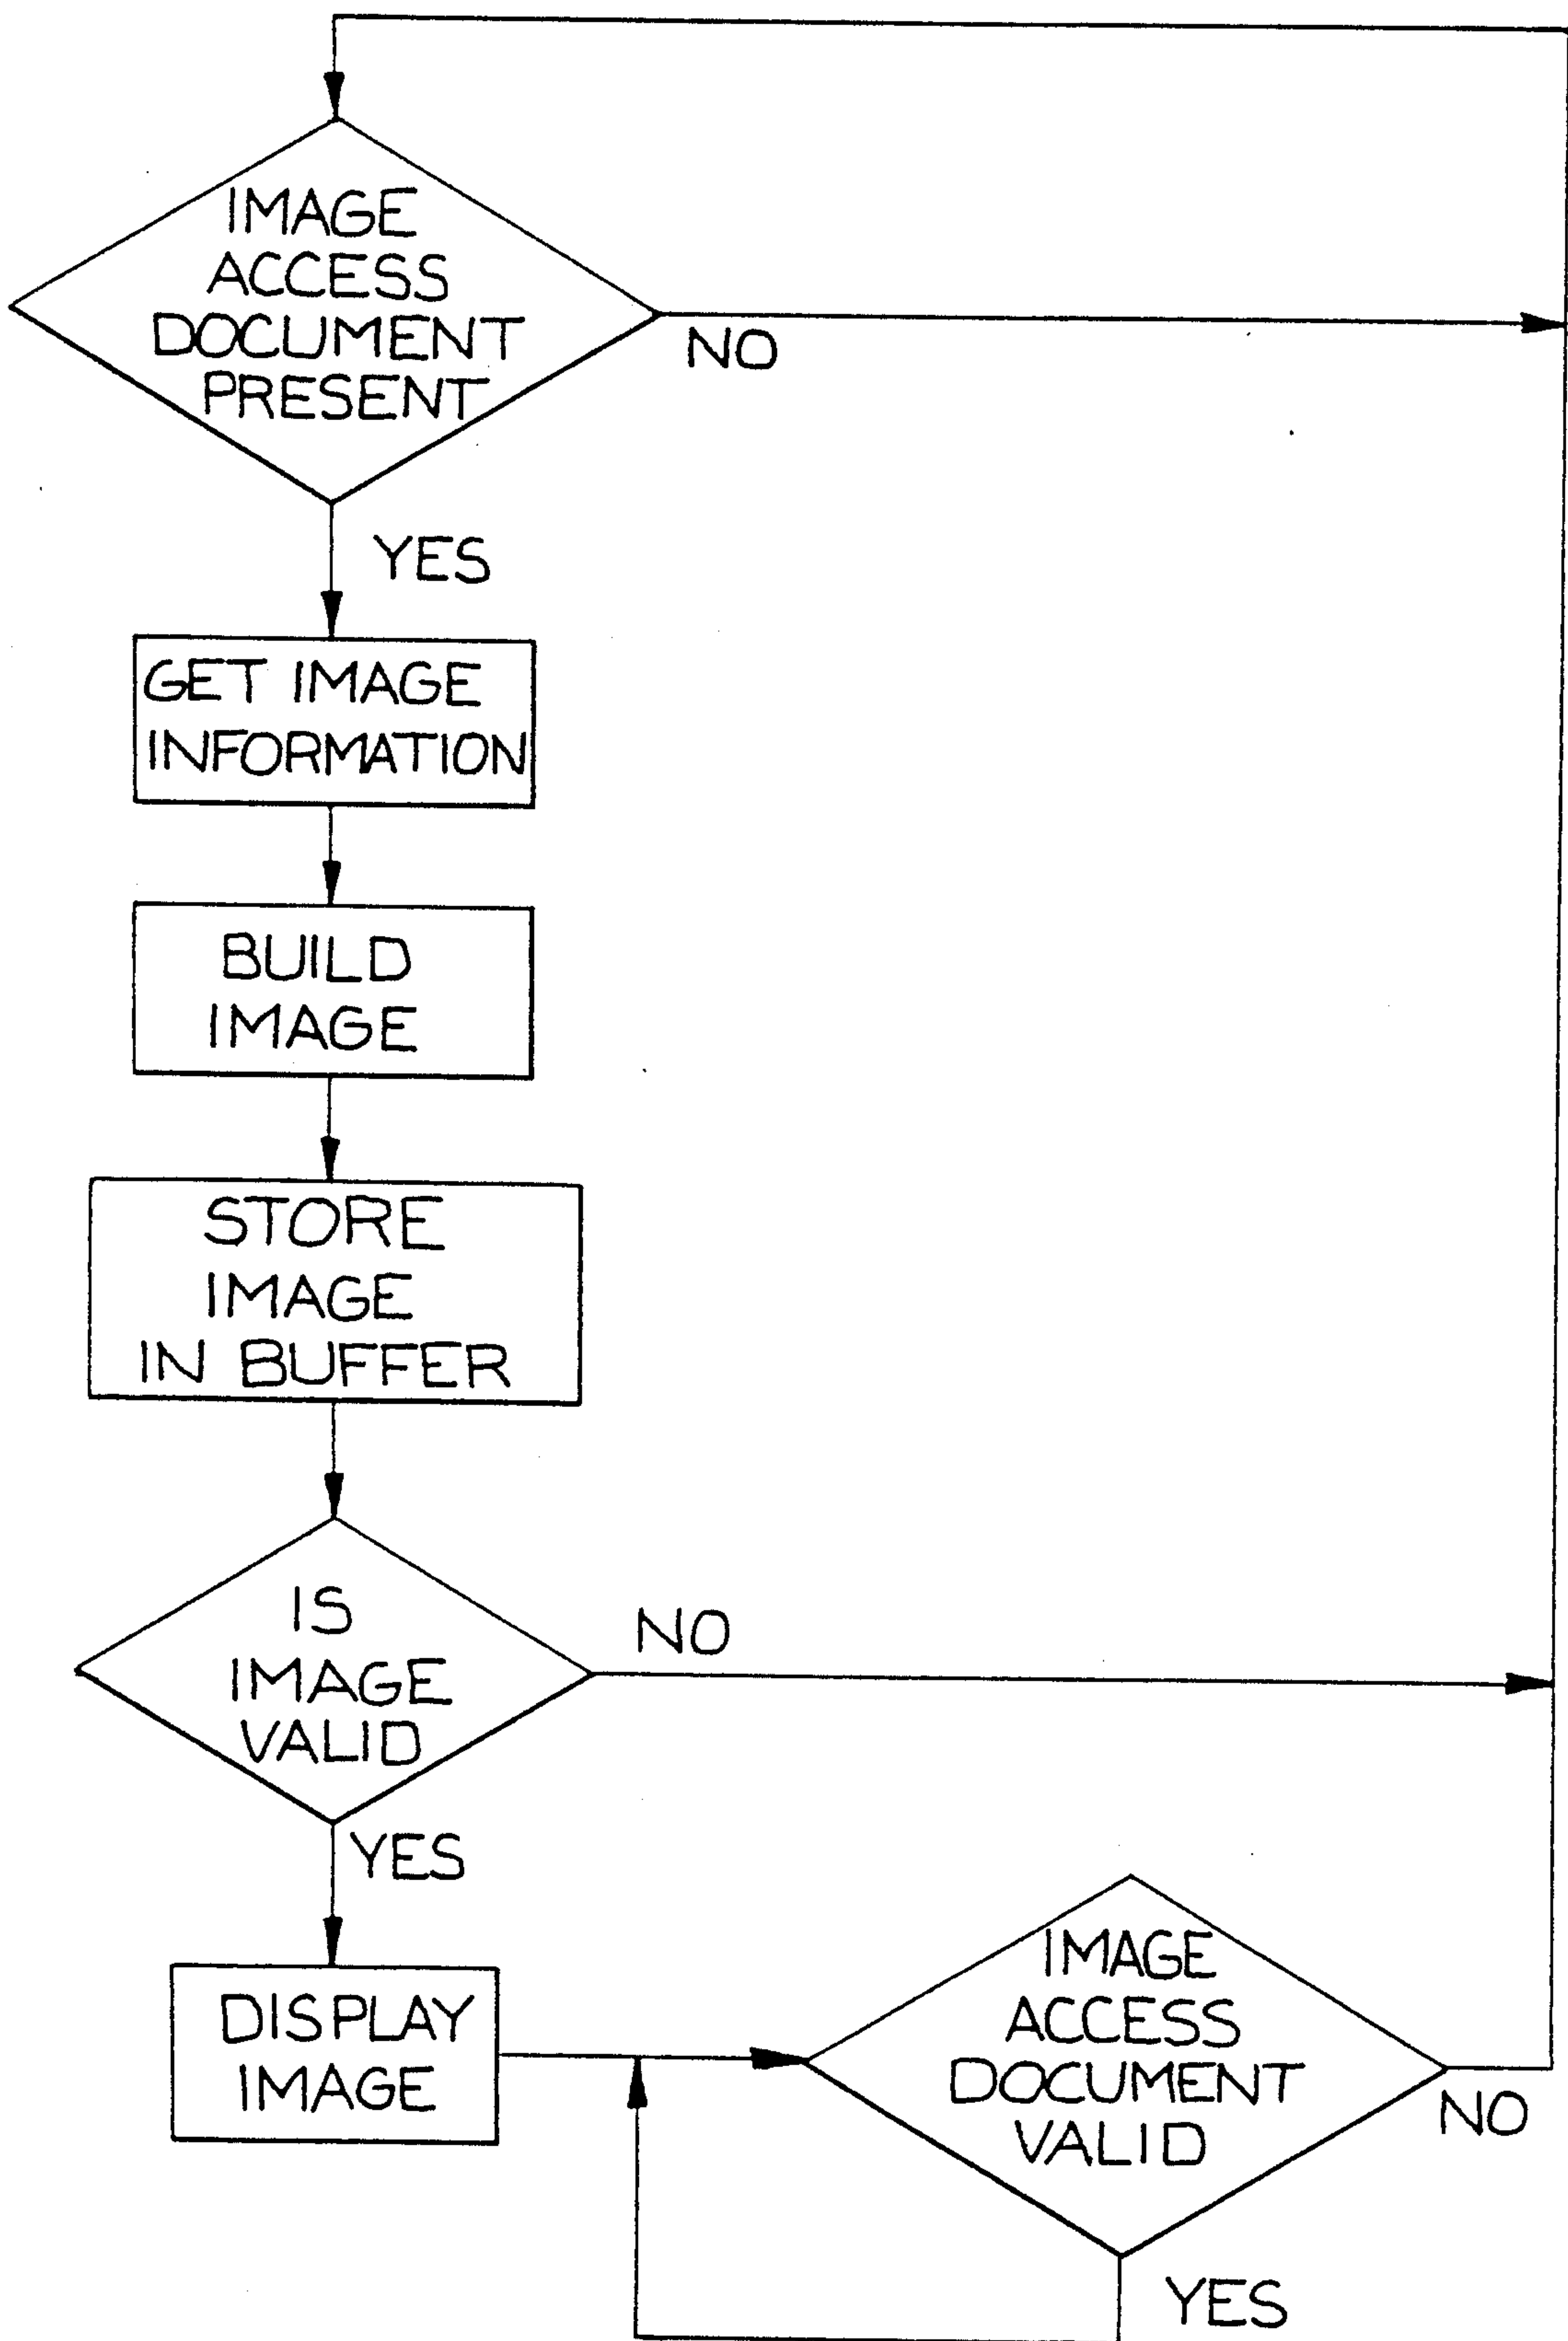 IMAGE
ACCESS
DOCUMENT
PRESENT
NO
YES
GET IMAGE
INFORMATION
BUILD
IMAGE
STORE
IMAGE
IN BUFFER
IS
IMAGE
VALID
NO
YES
DISPLAY
IMAGE
IMAGE
ACCESS
DOCUMENT
VALID
NO
YES